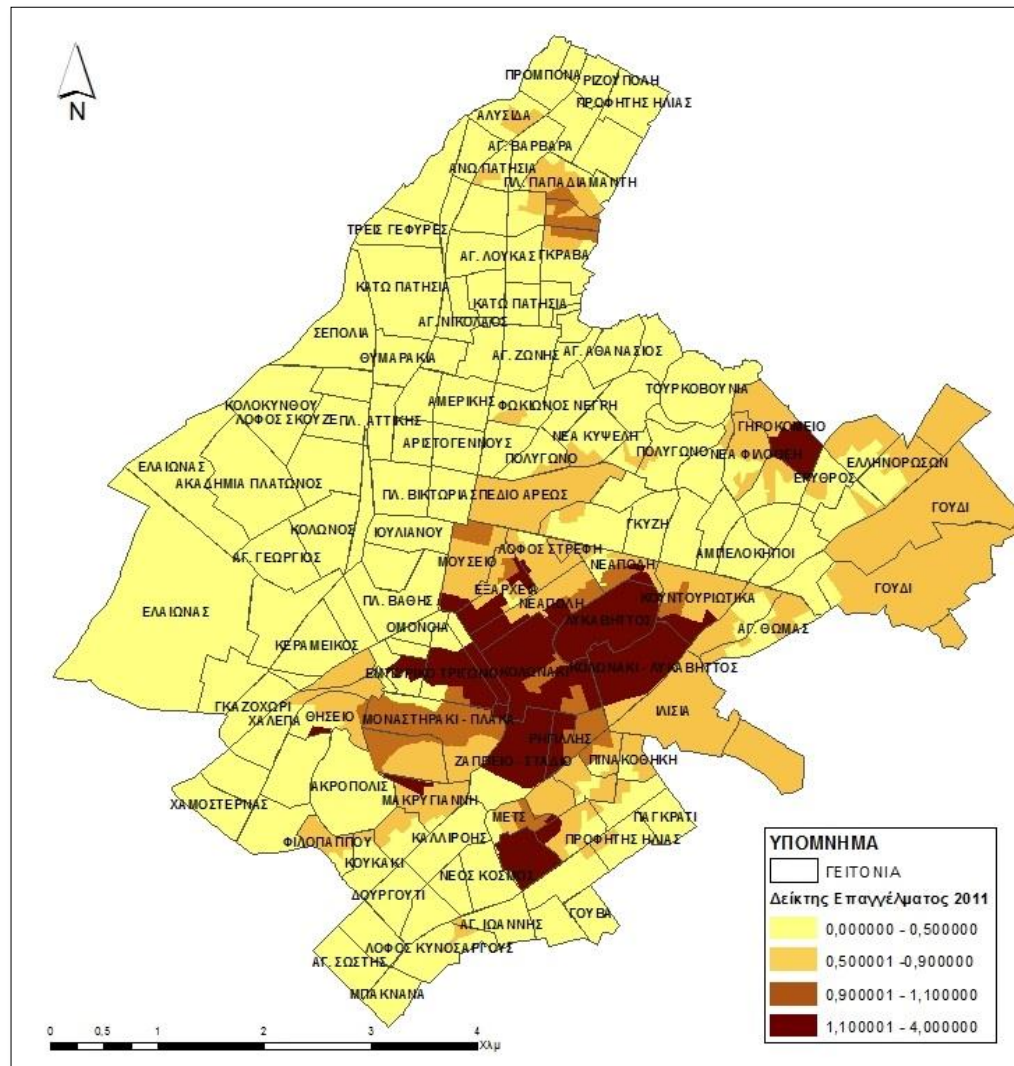 N
ΠΡΟΜΠΟΝΑ
ΡΙΖΟΥΠΟΛΗ
ΠΡΟΦΗΤΗΣ ΗΛΙΑΣ
ΑΛΥΣΙΔΑ
ΑΓ. ΒΑΡΒΑΡΑ
ΑΝΩ ΠΑΤΗΣΙΑ
ΠΛ. ΠΑΠΑΔΙΑΜΑΝΤΗ
ΤΡΕΙΣ ΓΕΦΥΡΕΣ
ΑΓ. ΛΟΥΚΑΣ
ΓΚΡΑΒΑ
ΚΑΤΩ ΠΑΤΗΣΙΑ
ΚΑΤΩ ΠΑΤΗΣΙΑ
ΑΓ. ΝΙΚΟΛΑΟΣ
ΣΕΠΟΛΙΑ
ΘΥΜΑΡΑΚΙΑ
ΑΓ. ΖΩΝΗΣ
ΑΓ. ΑΘΑΝΑΣΙΟΣ
ΤΟΥΡΚΟΒΟΥΝΙΑ
ΚΟΛΟΚΥΝΘΟΥ
ΑΜΕΡΙΚΗΣ
ΦΩΚΙΩΝΟΣ ΝΕΓΡΗ
ΛΟΦΟΣ ΣΚΟΥΖΕ
ΠΛ. ΑΤΤΙΚΗΣ
ΓΗΡΟΚΟΜΕΙΟ
ΑΡΙΣΤΟΓΕΝΝΟΥΣ
ΝΕΑ ΚΥΨΕΛΗ
ΠΟΛΥΓΩΝΟ
ΠΟΛΥΓΩΝΟ
ΝΕΑ ΦΙΛΟΘΕΗ
ΕΛΛΗΝΟΡΩΣΩΝ
ΕΛΑΙΩΝΑΣ
ΕΡΥΘΡΟΣ
ΑΚΑΔΗΜΙΑ ΠΛΑΤΩΝΟΣ
ΠΛ. ΒΙΚΤΩΡΙΑΣ
ΠΕΔΙΟ ΑΡΕΩΣ
ΓΟΥΔΙ
ΚΟΛΩΝΟΣ
ΙΟΥΛΙΑΝΟΥ
ΓΚΥΖΗ
ΑΜΠΕΛΟΚΗΠΟΙ
ΑΓ. ΓΕΩΡΓΙΟΣ
ΛΟΦΟΣ ΣΤΡΕΦΗ
ΜΟΥΣΕΙΟ
ΝΕΑΠΟΛΗ
ΓΟΥΔΙ
ΕΞΑΡΧΕΙΑ
ΚΟΥΝΤΟΥΡΙΩΤΙΚΑ
ΠΛ. ΒΑΘΗΣ
ΝΕΑΠΟΛΗ
ΕΛΑΙΩΝΑΣ
ΛΥΚΑΒΗΤΤΟΣ
ΟΜΟΝΟΙΑ
ΑΓ. ΘΩΜΑΣ
ΚΕΡΑΜΕΙΚΟΣ
ΕΜΠΟΡΙΚΟ ΤΡΙΓΩΝΟ
ΚΟΛΩΝΑΚΙ
ΚΟΛΩΝΑΚΙ - ΛΥΚΑΒΗΤΤΟΣ
ΓΚΑΖΟΧΩΡΙ
ΙΛΙΣΙΑ
ΧΑΛΕΠΑ
ΘΗΣΕΙΟ
ΜΟΝΑΣΤΗΡΑΚΙ - ΠΛΑΚΑ
ΡΗΓΙΛΛΗΣ
ΖΑΠΠΕΙΟ - ΣΤΑΔΙΟ
ΠΙΝΑΚΟΘΗΚΗ
ΑΚΡΟΠΟΛΙΣ
ΜΑΚΡΥΓΙΑΝΝΗ
ΧΑΜΟΣΤΕΡΝΑΣ
ΜΕΤΣ
ΠΑΓΚΡΑΤΙ
ΦΙΛΟΠΑΠΠΟΥ
ΚΑΛΛΙΡΟΗΣ
ΠΡΟΦΗΤΗΣ ΗΛΙΑΣ
ΚΟΥΚΑΚΙ
ΝΕΟΣ ΚΟΣΜΟΣ
ΔΟΥΡΓΟΥΤΙ
ΓΟΥΒΑ
ΑΓ. ΙΩΑΝΝΗΣ
ΛΟΦΟΣ ΚΥΝΟΣΑΡΓΟΥΣ
ΑΓ. ΣΩΣΤΗΣ
ΜΠΑΚΝΑΝΑ
ΥΠΟΜΝΗΜΑ
ΓΕΙΤΟΝΙΑ
Δείκτης Επαγγέλματος 2011
0,000000 - 0,500000
0,500001 -0,900000
0,900001 - 1,100000
1,100001 - 4,000000
0 0,5 1 2 3 4
Χλμ